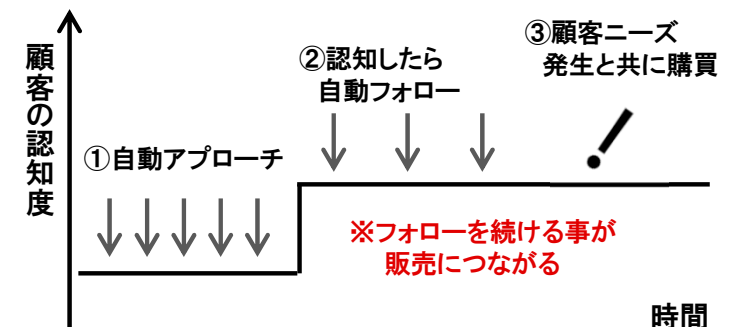 顧客の認知度
①自動アプローチ
②認知したら
自動フォロー
③顧客ニーズ
発生と共に購買
※フォローを続ける事が
販売につながる
時間